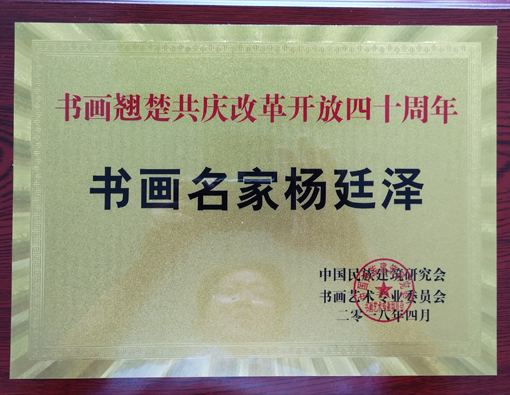 书画翘楚共庆改革开放四十周年
书画名家杨廷泽
中国民族建筑研究会
书画艺术专业委员会
二零一八年四月